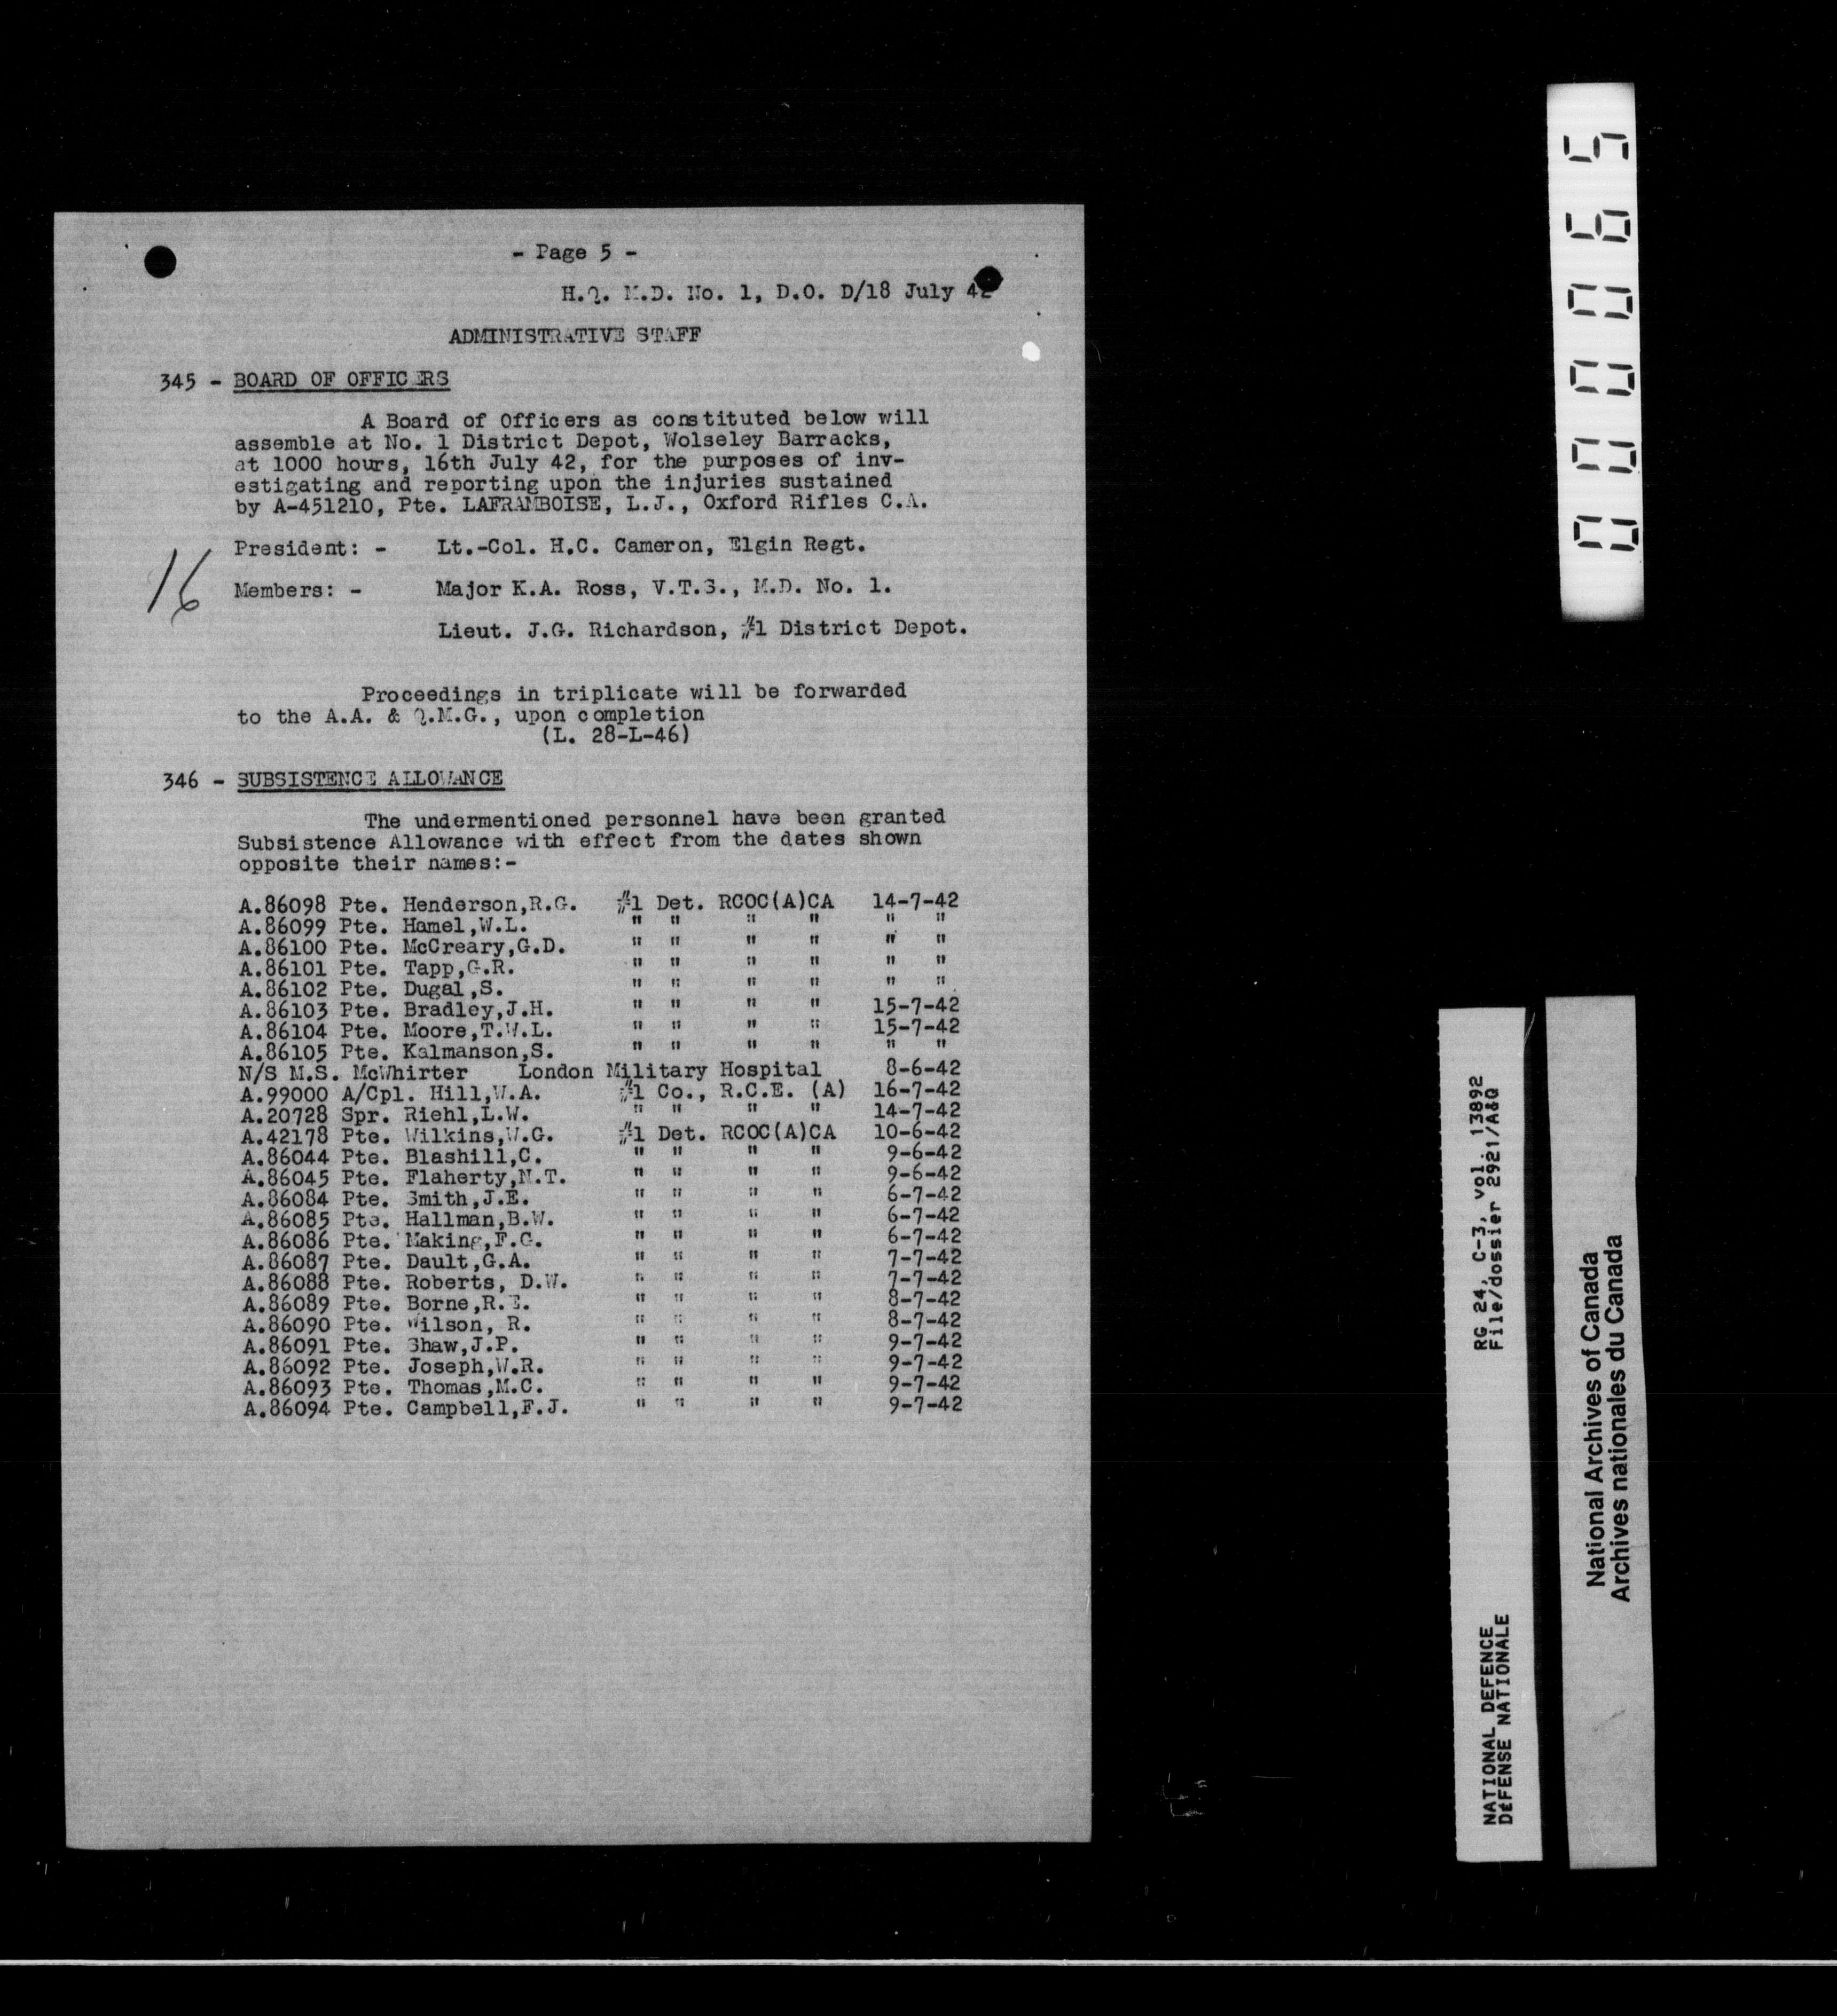 - Page 5 -
H.Q. M.D. No. 1, D.O. D/18 July 42
ADMINISTRATIVE STAFF
345 - BOARD OF OFFICERS
A Board of Officers as constituted below will
assemble at No. 1 District Depot, Wolseley Barracks,
at 1000 hours, 16th July 42, for the purposes of inv-
estigating and reporting upon the injuries sustained
by A-451210, Pte. LAFRAMBOISE, L.J., Oxford Rifles C.A.
President: - Lt.-Col. H.C. Cameron, Elgin Regt.
16
Members: - Major K.A. Ross, V.T.S., M.D. No. 1.
Lieut. J.G. Richardson, #1 District Depot.
Proceedings in triplicate will be forwarded
to the A.A. & Q.M.G., upon completion
(L. 28-L-46)
346 - SUBSISTENCE ALLOWANCE
The undermentioned personnel have been granted
Subsistence Allowance with effect from the dates shown
opposite their names:-
A.86098 Pte. Henderson,R.G. #1 Det. RCOC(A)CA 14-7-42
A.86099 Pte. Hamel,W.L. " " " " " "
A.86100 Pte. McCreary,G.D. " " " " " "
A.86101 Pte. Tapp,G.R. " " " " " "
A.86102 Pte. Dugal,S. " " " " " "
A.86103 Pte. Bradley,J.H. " " " " 15-7-42
A.86104 Pte. Moore,T.W.L. " " " " 15-7-42
A.86105 Pte. Kalmanson,S. " " " " " "
N/S M.S. McWhirter London Military Hospital 8-6-42
A.99000 A/Cpl. Hill,W.A. #1 Co., R.C.E. (A) 16-7-42
A.20728 Spr. Riehl,L.W. " " " " 14-7-42
A.42178 Pte. Wilkins,W.G. #1 Det. RCOC(A)CA 10-6-42
A.86044 Pte. Blashill,C. " " " " 9-6-42
A.86045 Pte. Flaherty,N.T. " " " " 9-6-42
A.86084 Pte. Smith,J.E. " " " " 6-7-42
A.86085 Pte. Hallman,B.W. " " " " 6-7-42
A.86086 Pte. Making,F.G. " " " " 6-7-42
A.86087 Pte. Dault,G.A. " " " " 7-7-42
A.86088 Pte. Roberts, D.W. " " " " 7-7-42
A.86089 Pte. Borne,R.E. " " " " 8-7-42
A.86090 Pte. Wilson, R. " " " " 8-7-42
A.86091 Pte. Shaw,J.P. " " " " 9-7-42
A.86092 Pte. Joseph,W.R. " " " " 9-7-42
A.86093 Pte. Thomas,M.C. " " " " 9-7-42
A.86094 Pte. Campbell,F.J. " " " " 9-7-42
000065
NATIONAL DEFENCE RG 24, C-3, vol. 13892
DÉFENSE NATIONALE File/dossier 2921/A&Q
National Archives of Canada
Archives nationales du Canada